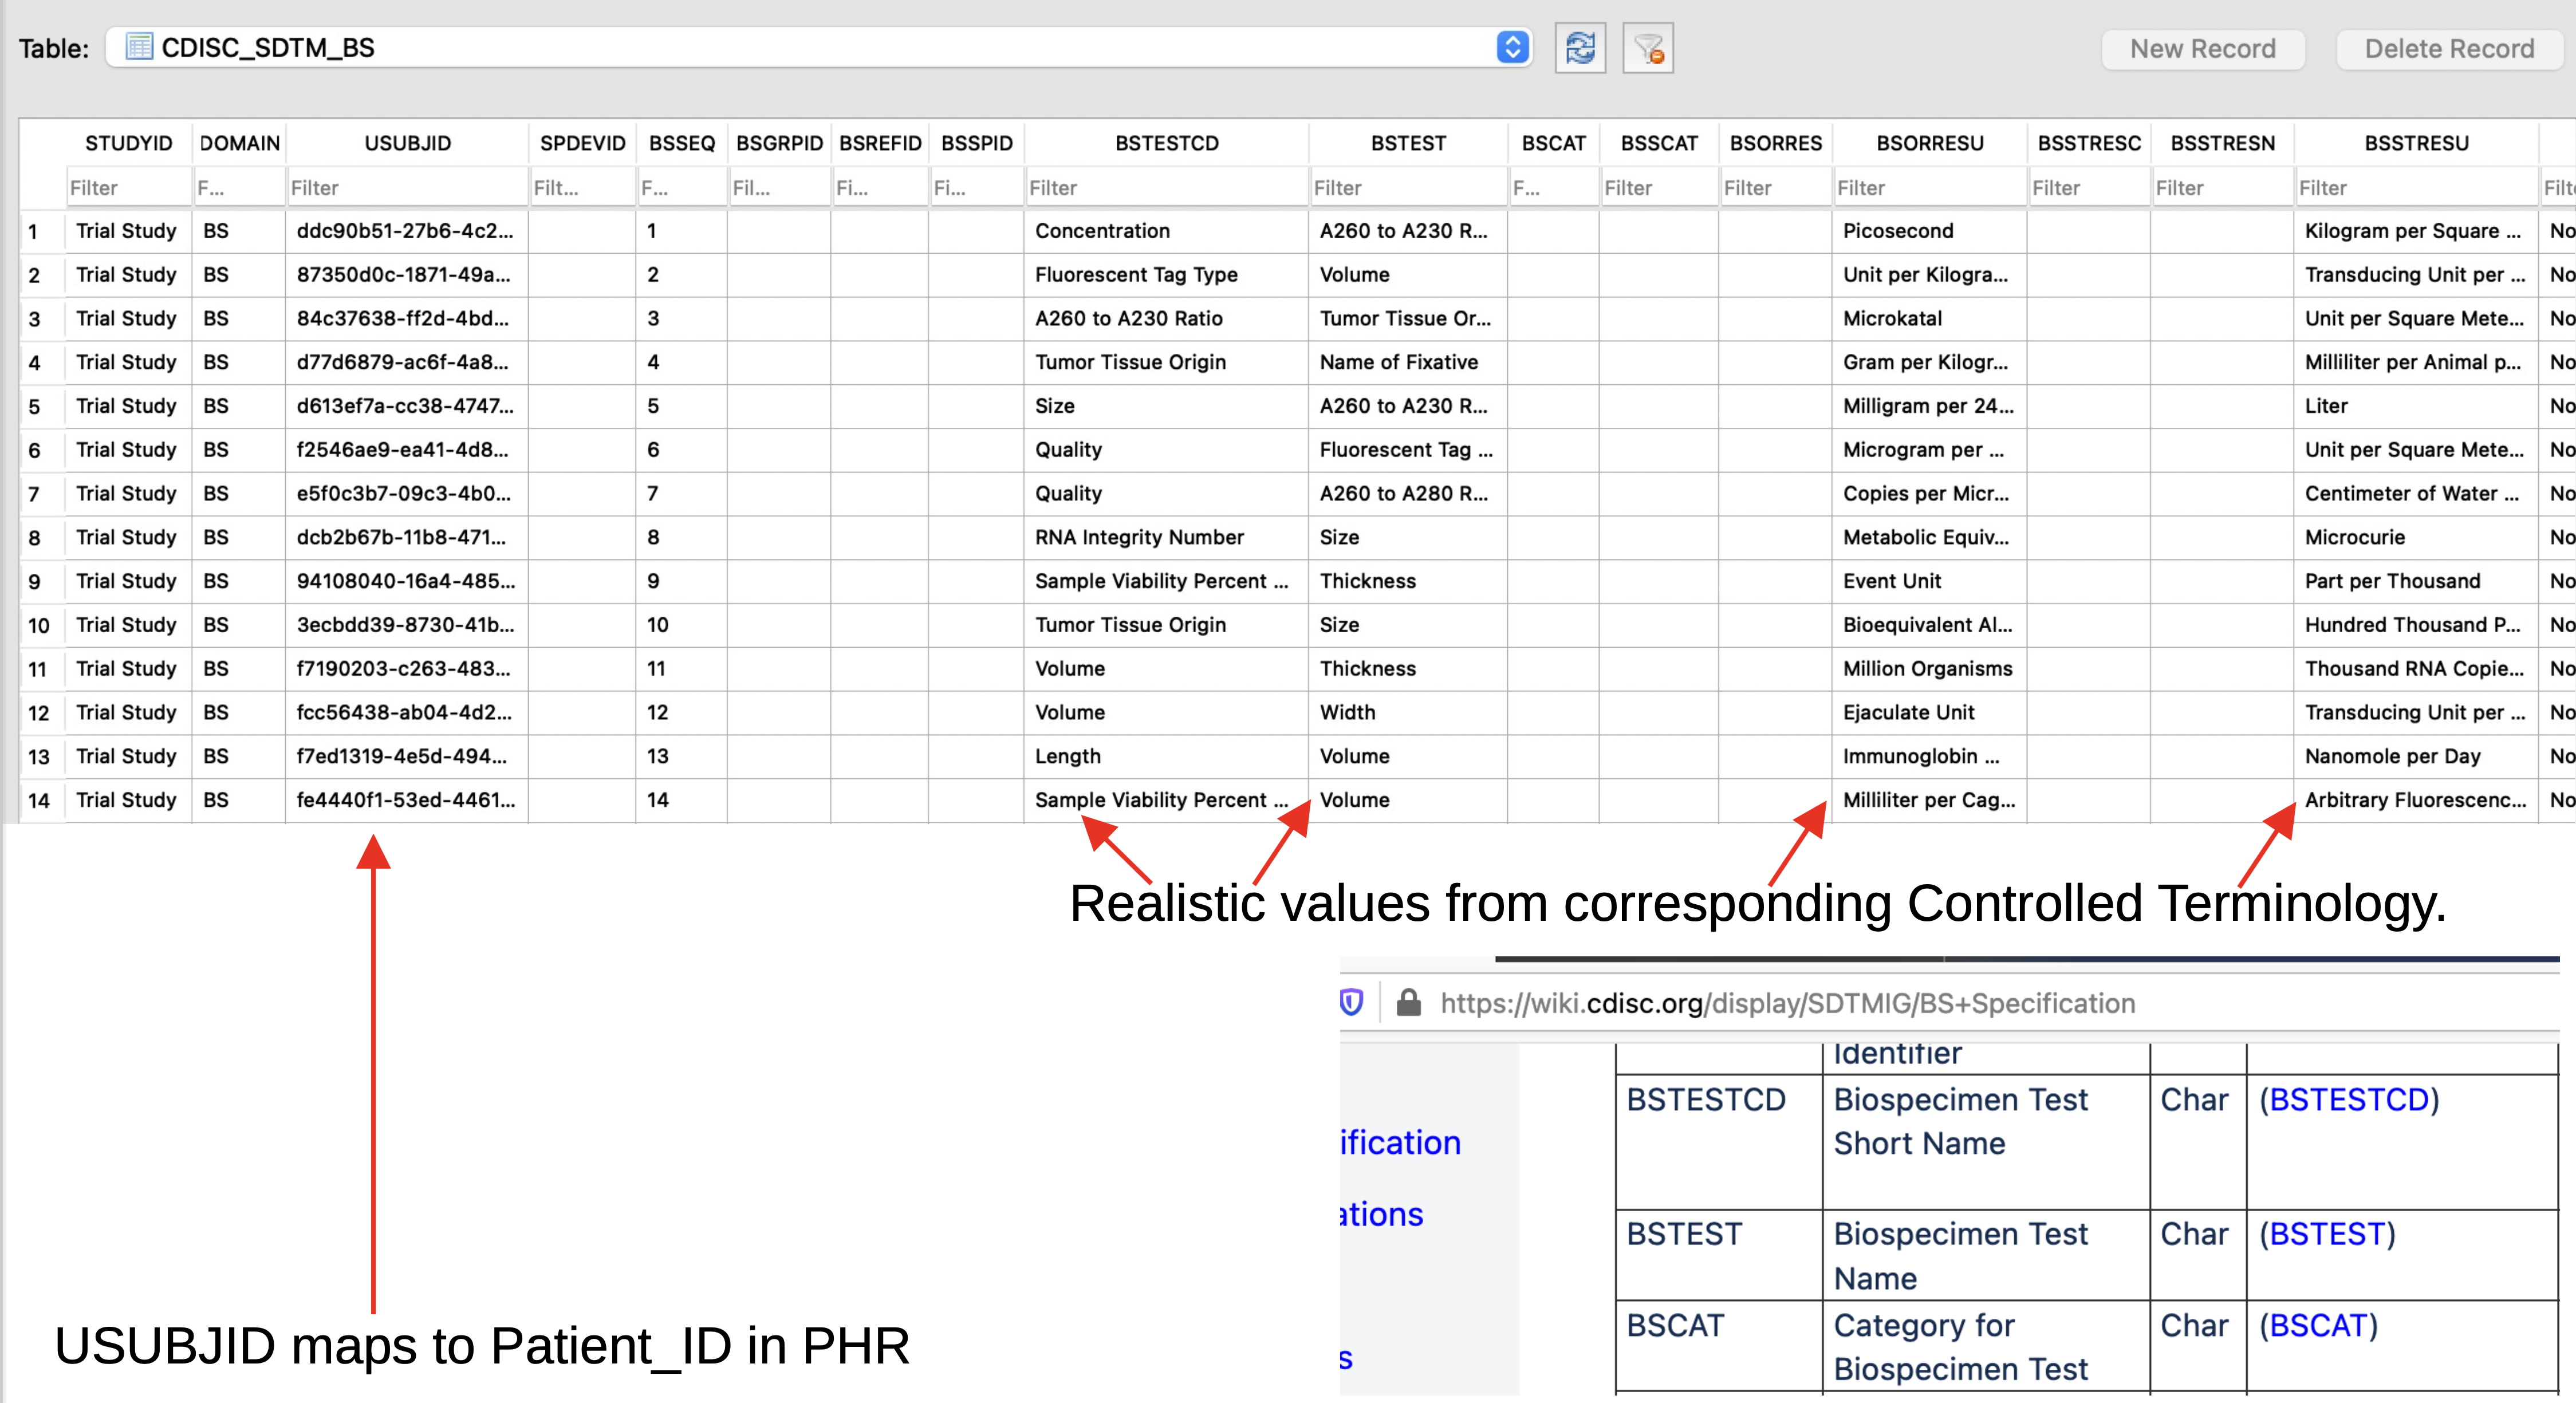 Table: CDISC_SDTM_BS New Record Delete Record
STUDYID DOMAIN USUBJID SPDEVID BSSEQ BSGRPID BSREFID BSSPID BSTESTCD BSTEST BSCAT BSSCAT BSORRES BSORRESU BSSTRESC BSSTRESN BSSTRESU
Filter F... Filter Filt... F... Fil... Fi... Fi... Filter Filter F... Filter Filter Filter Filter Filter Filter Filt
1 Trial Study BS ddc90b51-27b6-4c2... 1 Concentration A260 to A230 R... Picosecond Kilogram per Square ... No
2 Trial Study BS 87350d0c-1871-49a... 2 Fluorescent Tag Type Volume Unit per Kilogra... Transducing Unit per ... No
3 Trial Study BS 84c37638-ff2d-4bd... 3 A260 to A230 Ratio Tumor Tissue Or... Microkatal Unit per Square Mete... No
4 Trial Study BS d77d6879-ac6f-4a8... 4 Tumor Tissue Origin Name of Fixative Gram per Kilogr... Milliliter per Animal p... No
5 Trial Study BS d613ef7a-cc38-4747... 5 Size A260 to A230 R... Milligram per 24... Liter No
6 Trial Study BS f2546ae9-ea41-4d8... 6 Quality Fluorescent Tag ... Microgram per ... Unit per Square Mete... No
7 Trial Study BS e5f0c3b7-09c3-4b0... 7 Quality A260 to A280 R... Copies per Micr... Centimeter of Water ... No
8 Trial Study BS dcb2b67b-11b8-471... 8 RNA Integrity Number Size Metabolic Equiv... Microcurie No
9 Trial Study BS 94108040-16a4-485... 9 Sample Viability Percent ... Thickness Event Unit Part per Thousand No
10 Trial Study BS 3ecbdd39-8730-41b... 10 Tumor Tissue Origin Size Bioequivalent Al... Hundred Thousand P... No
11 Trial Study BS f7190203-c263-483... 11 Volume Thickness Million Organisms Thousand RNA Copie... No
12 Trial Study BS fcc56438-ab04-4d2... 12 Volume Width Ejaculate Unit Transducing Unit per ... No
13 Trial Study BS f7ed1319-4e5d-494... 13 Length Volume Immunoglobin ... Nanomole per Day No
14 Trial Study BS fe4440f1-53ed-4461... 14 Sample Viability Percent ... Volume Milliliter per Cag... Arbitrary Fluorescenc... No
Realistic values from corresponding Controlled Terminology.
https://wiki.cdisc.org/display/SDTMIG/BS+Specification
Identifier
BSTESTCD Biospecimen Test Char (BSTESTCD)
ification Short Name
ations
BSTEST Biospecimen Test Char (BSTEST)
Name
BSCAT Category for Char (BSCAT)
s Biospecimen Test
USUBJID maps to Patient_ID in PHR